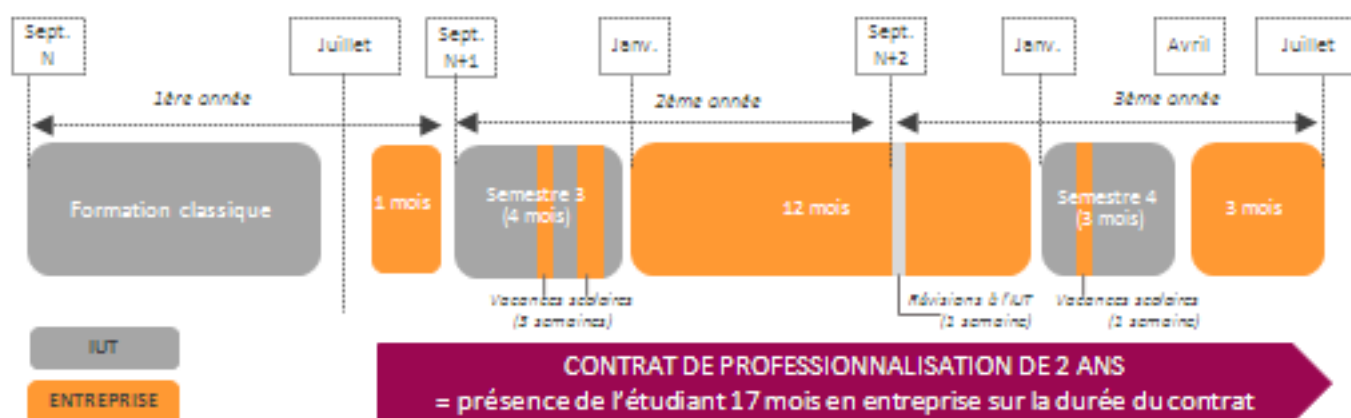 Sept.
N
Juillet
Sept.
N+1
Janv.
Sept.
N+2
Janv.
Avril
Juillet
1ère année
2ème année
3ème année
Formation classique
1 mois
Semestre 3
(4 mois)
12 mois
Semestre 4
(3 mois)
3 mois
Vacances scolaires
(3 semaines)
Révisions à l'IUT
(1 semaine)
Vacances scolaires
(1 semaine)
IUT
ENTREPRISE
CONTRAT DE PROFESSIONNALISATION DE 2 ANS
= présence de l'étudiant 17 mois en entreprise sur la durée du contrat